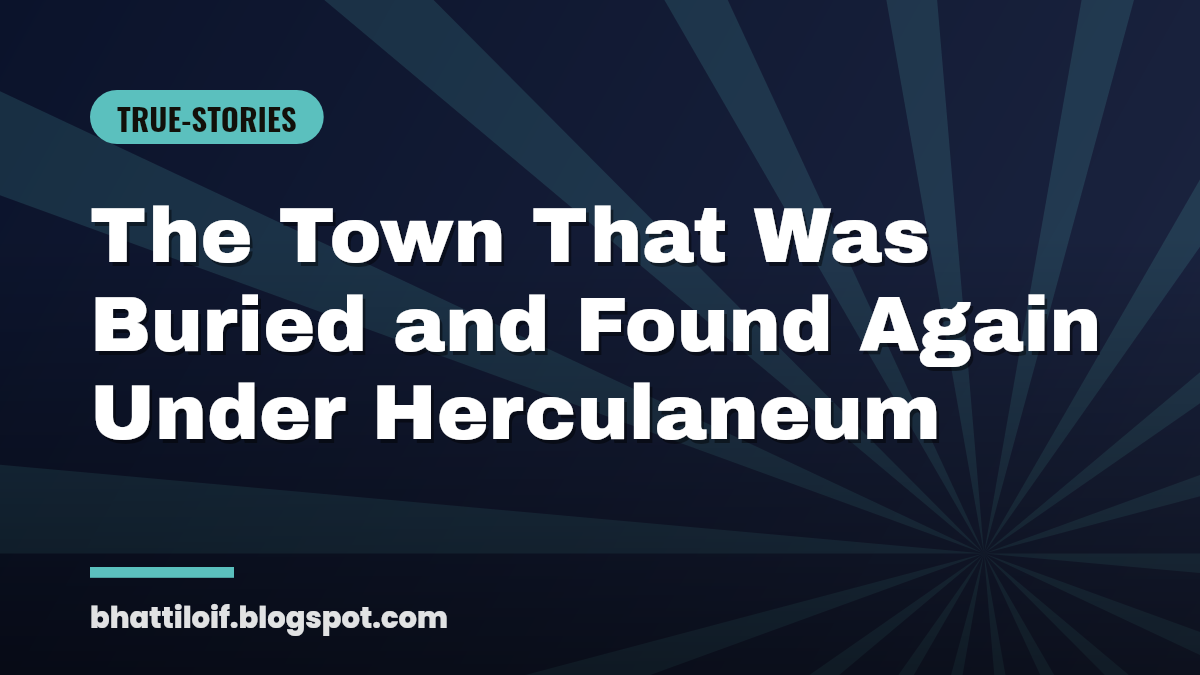 TRUE-STORIES
The Town That Was
Buried and Found Again
Under Herculaneum
bhattiloif.blogspot.com